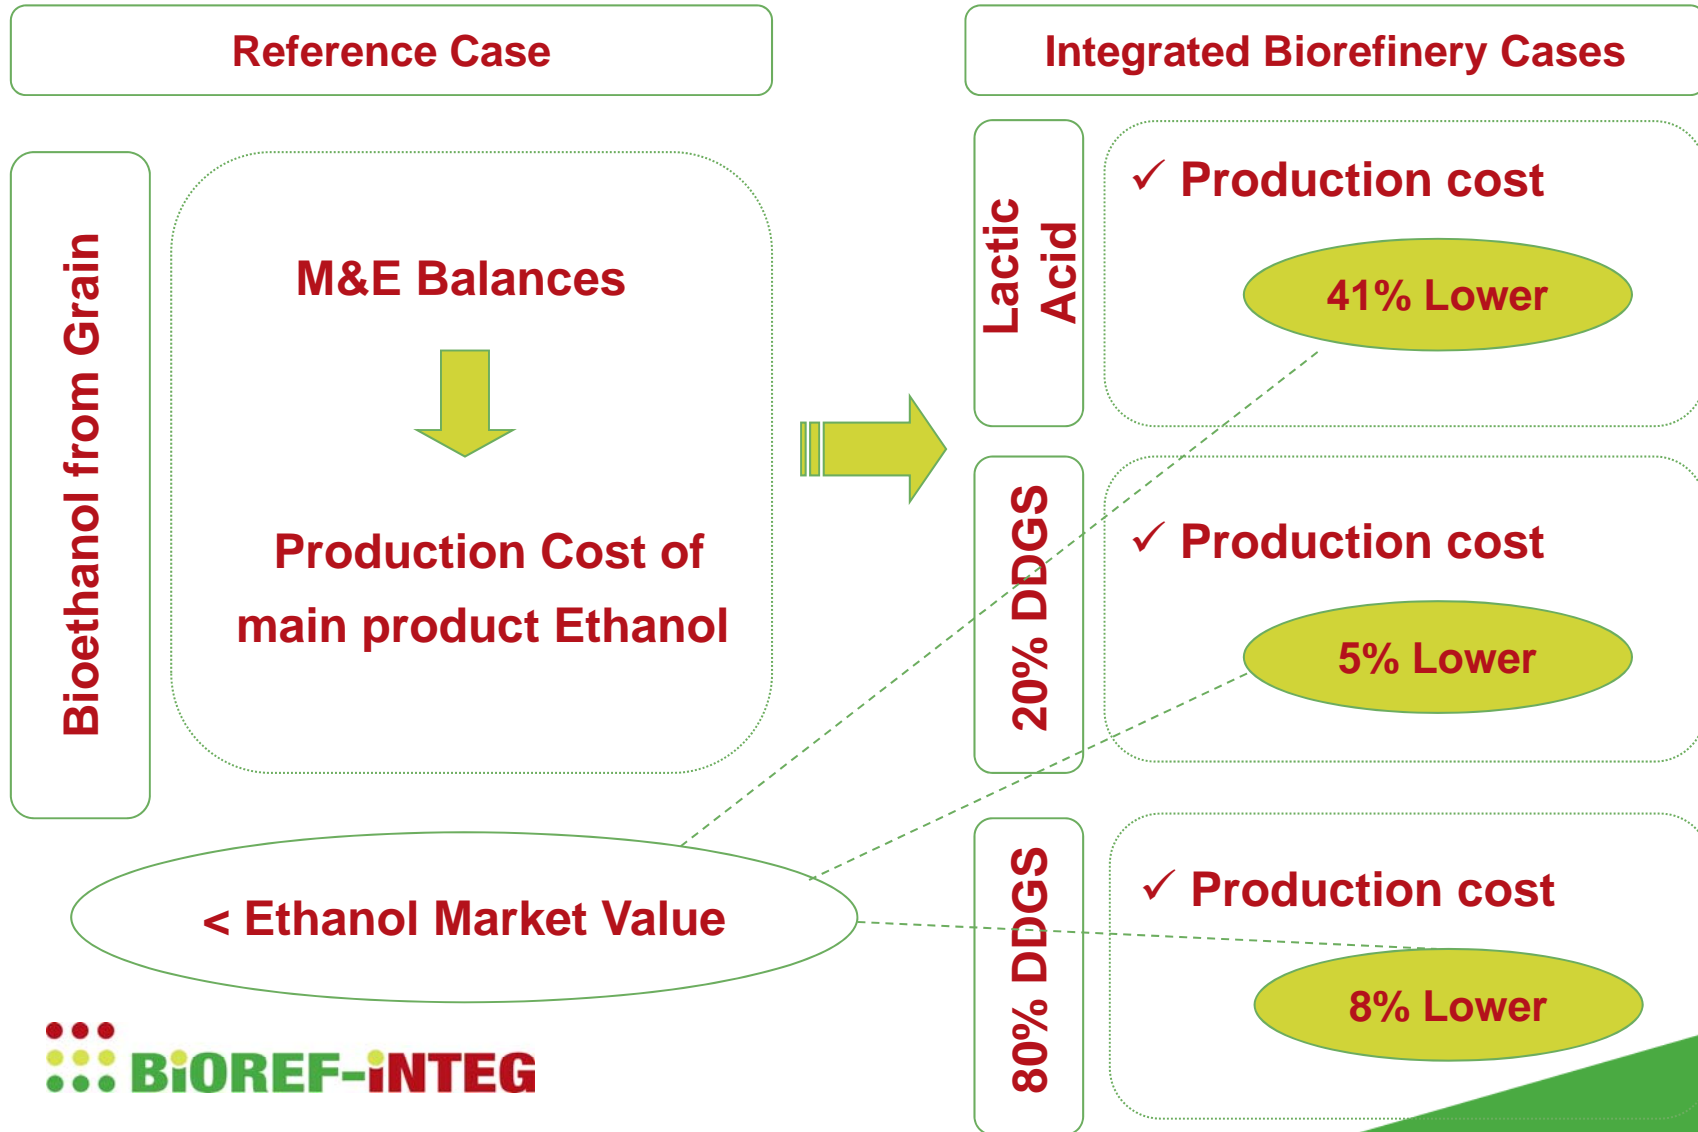 Reference Case
Integrated Biorefinery Cases
Bioethanol from Grain
M&E Balances
Production Cost of
main product Ethanol
< Ethanol Market Value
Lactic
Acid
✓ Production cost
41% Lower
20% DDGS
✓ Production cost
5% Lower
80% DDGS
✓ Production cost
8% Lower
BiOREF-iNTEG